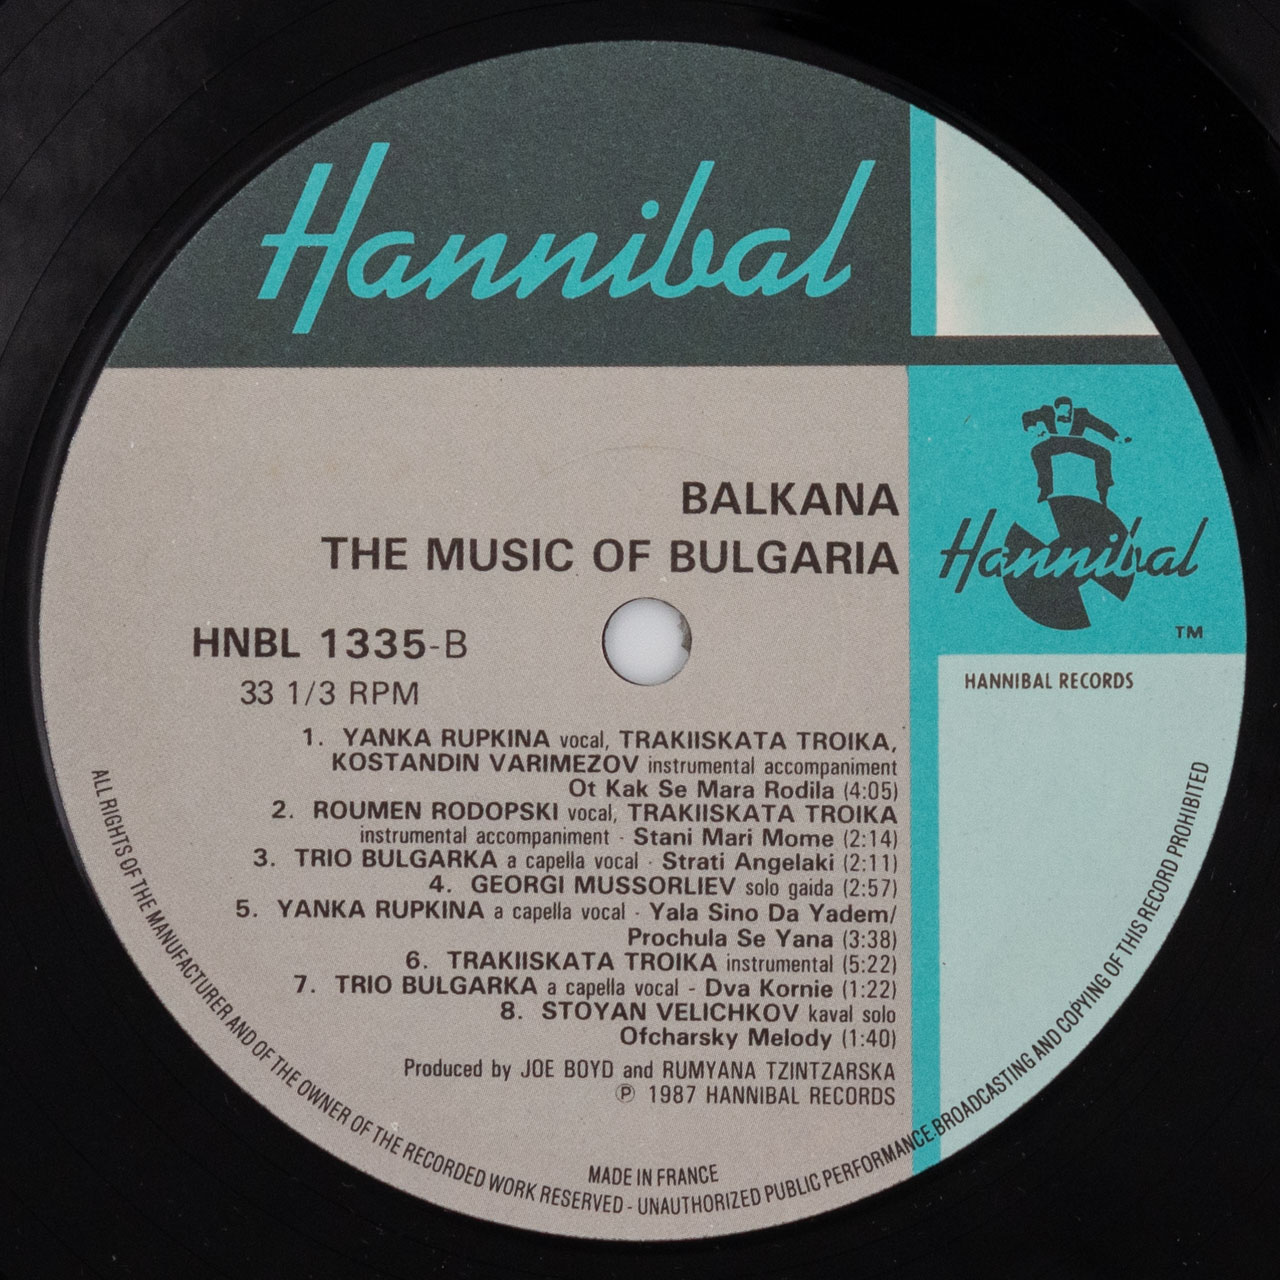 Hannibal
BALKANA
THE MUSIC OF BULGARIA
Hannibal
TM
HNBL 1335-B
33 1/3 RPM
HANNIBAL RECORDS
1. YANKA RUPKINA vocal, TRAKIISKATA TROIKA,
KOSTANDIN VARIMEZOV instrumental accompaniment
Ot Kak Se Mara Rodila (4:05)
2. ROUMEN RODOPSKI vocal, TRAKIISKATA TROIKA
instrumental accompaniment - Stani Mari Mome (2:14)
3. TRIO BULGARKA a capella vocal - Strati Angelaki (2:11)
4. GEORGI MUSSORLIEV solo gaida (2:57)
5. YANKA RUPKINA a capella vocal - Yala Sino Da Yadem/
Prochula Se Yana (3:38)
6. TRAKIISKATA TROIKA instrumental (5:22)
7. TRIO BULGARKA a capella vocal - Dva Kornie (1:22)
8. STOYAN VELICHKOV kaval solo
Ofcharsky Melody (1:40)
Produced by JOE BOYD and RUMYANA TZINTZARSKA
℗ 1987 HANNIBAL RECORDS
MADE IN FRANCE
ALL RIGHTS OF THE MANUFACTURER AND OF THE OWNER OF THE RECORDED WORK RESERVED - UNAUTHORIZED PUBLIC PERFORMANCE.BROADCASTING AND COPYING OF THIS RECORD PROHIBITED